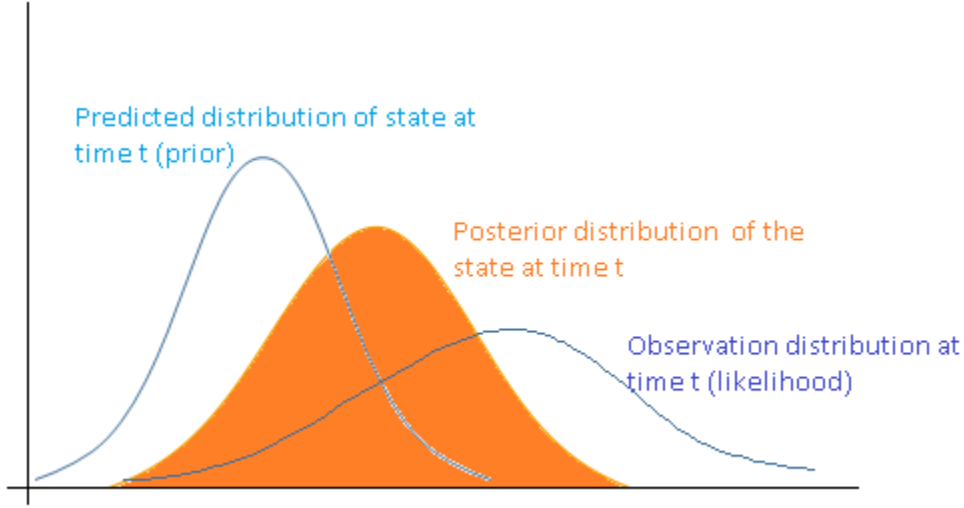 Predicted distribution of state at
time t (prior)
Posterior distribution of the
state at time t
Observation distribution at
time t (likelihood)